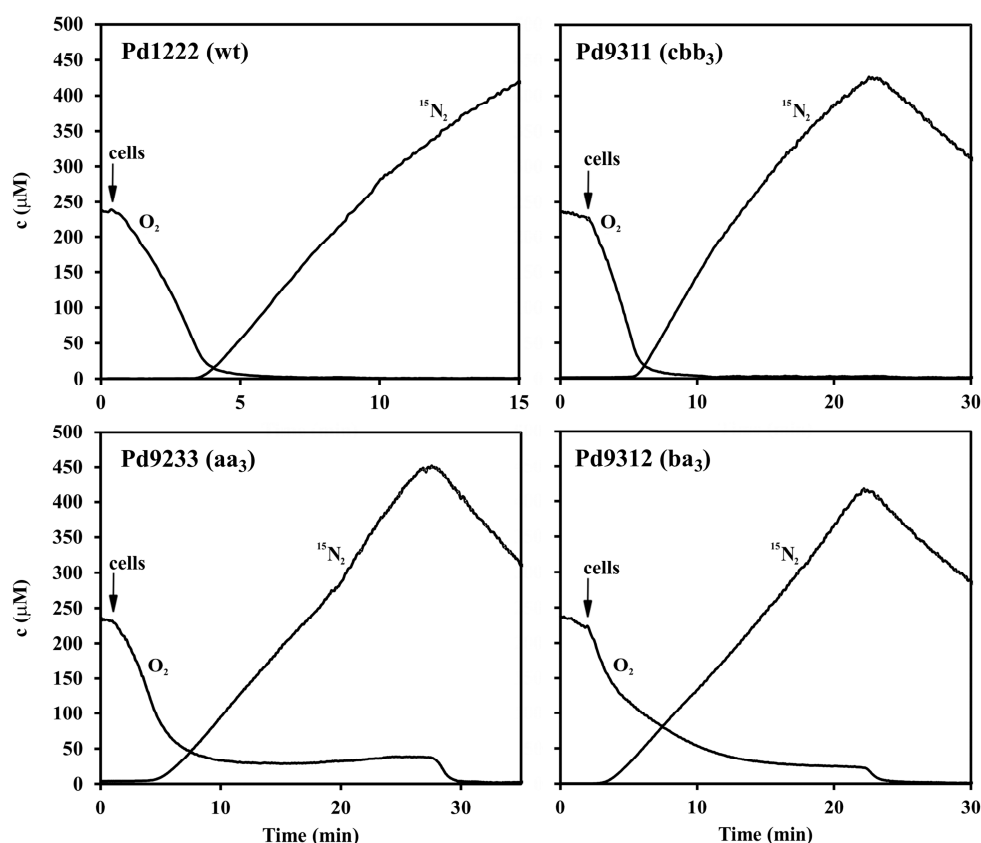 500
450
400
350
300
250
200
150
100
50
0
c (μM)
Pd1222 (wt)
cells
O₂
¹⁵N₂
0 5 10 15
Pd9311 (cbb₃)
cells
O₂
¹⁵N₂
0 10 20 30
500
450
400
350
300
250
200
150
100
50
0
c (μM)
Pd9233 (aa₃)
cells
O₂
¹⁵N₂
0 10 20 30
Time (min)
Pd9312 (ba₃)
cells
O₂
¹⁵N₂
0 10 20 30
Time (min)